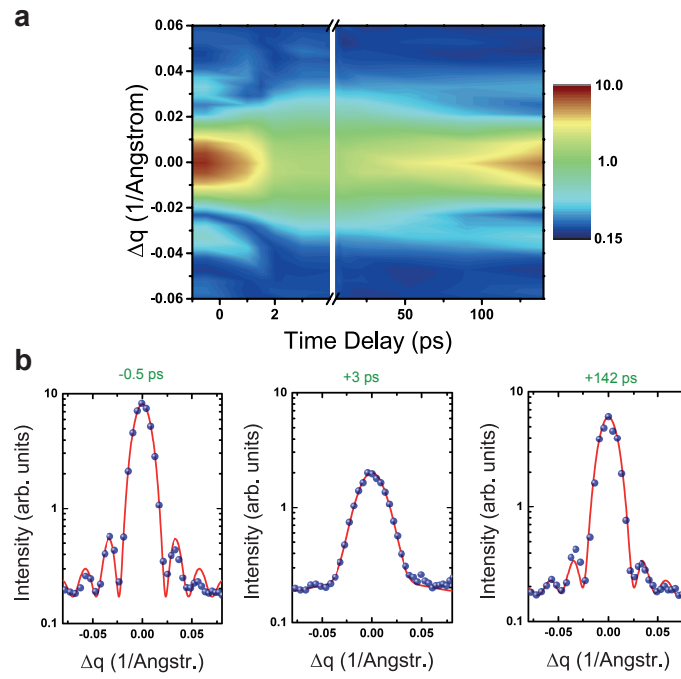 a
0.06
0.04
0.02
0.00
-0.02
-0.04
-0.06
Δq (1/Angstrom)
0 2 50 100
Time Delay (ps)
10.0
1.0
0.15
b
-0.5 ps
+3 ps
+142 ps
10
1
0.1
Intensity (arb. units)
-0.05 0.00 0.05
Δq (1/Angstr.)
10
1
0.1
Intensity (arb. units)
-0.05 0.00 0.05
Δq (1/Angstr.)
10
1
0.1
Intensity (arb. units)
-0.05 0.00 0.05
Δq (1/Angstr.)